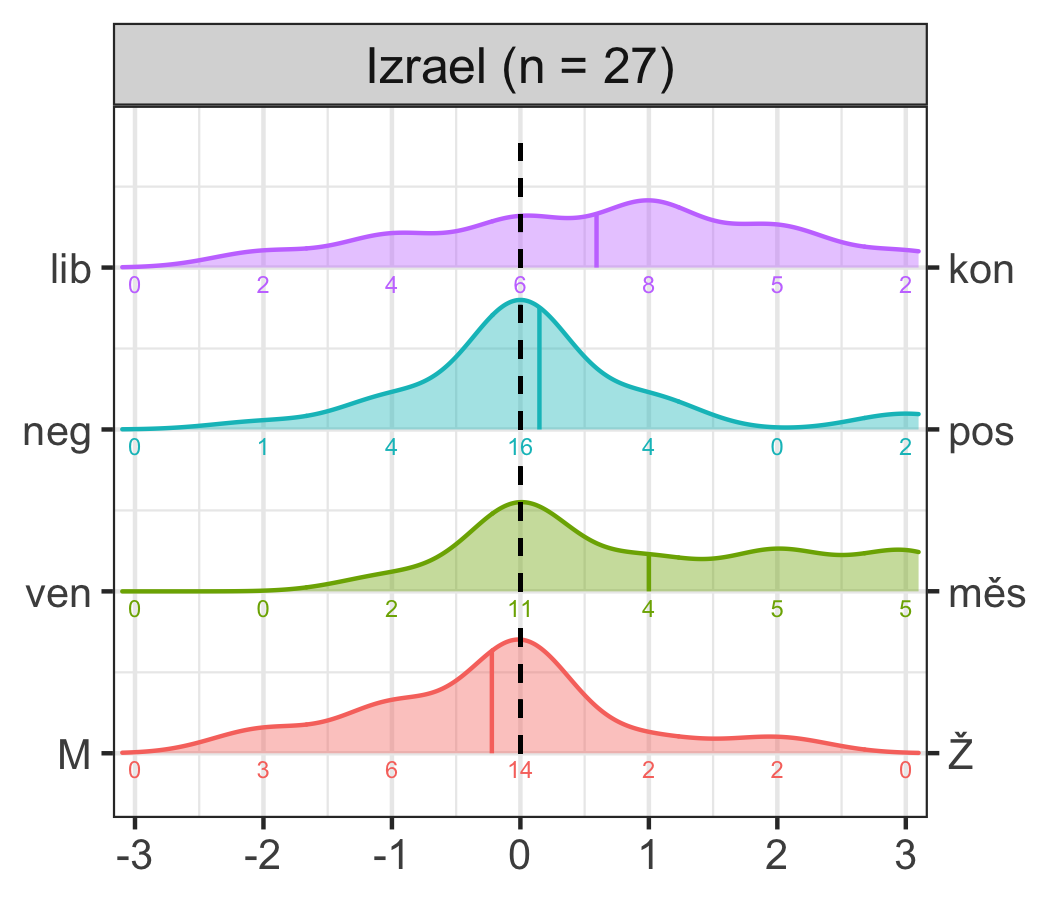 Izrael (n = 27)
lib kon
0 2 4 6 8 5 2
neg pos
0 1 4 16 4 0 2
ven měs
0 0 2 11 4 5 5
M Ž
0 3 6 14 2 2 0
-3 -2 -1 0 1 2 3